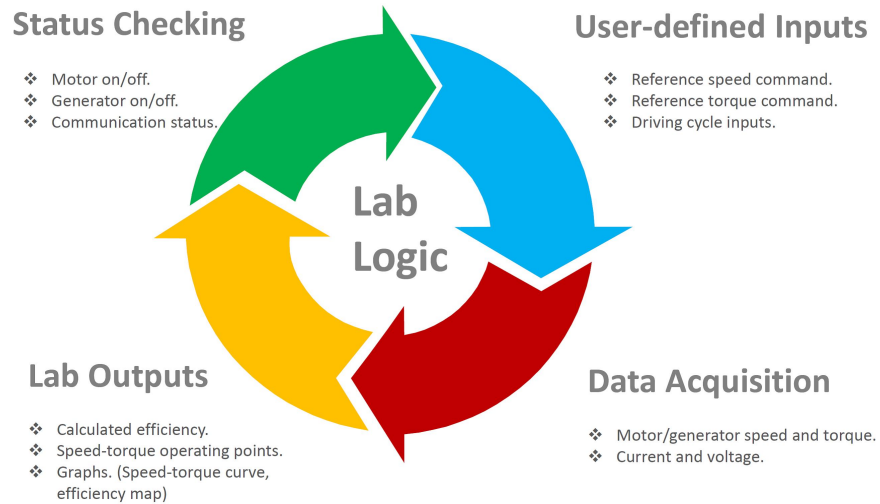 Status Checking
❖ Motor on/off.
❖ Generator on/off.
❖ Communication status.
User-defined Inputs
❖ Reference speed command.
❖ Reference torque command.
❖ Driving cycle inputs.
Lab
Logic
Lab Outputs
❖ Calculated efficiency.
❖ Speed-torque operating points.
❖ Graphs. (Speed-torque curve,
efficiency map)
Data Acquisition
❖ Motor/generator speed and torque.
❖ Current and voltage.